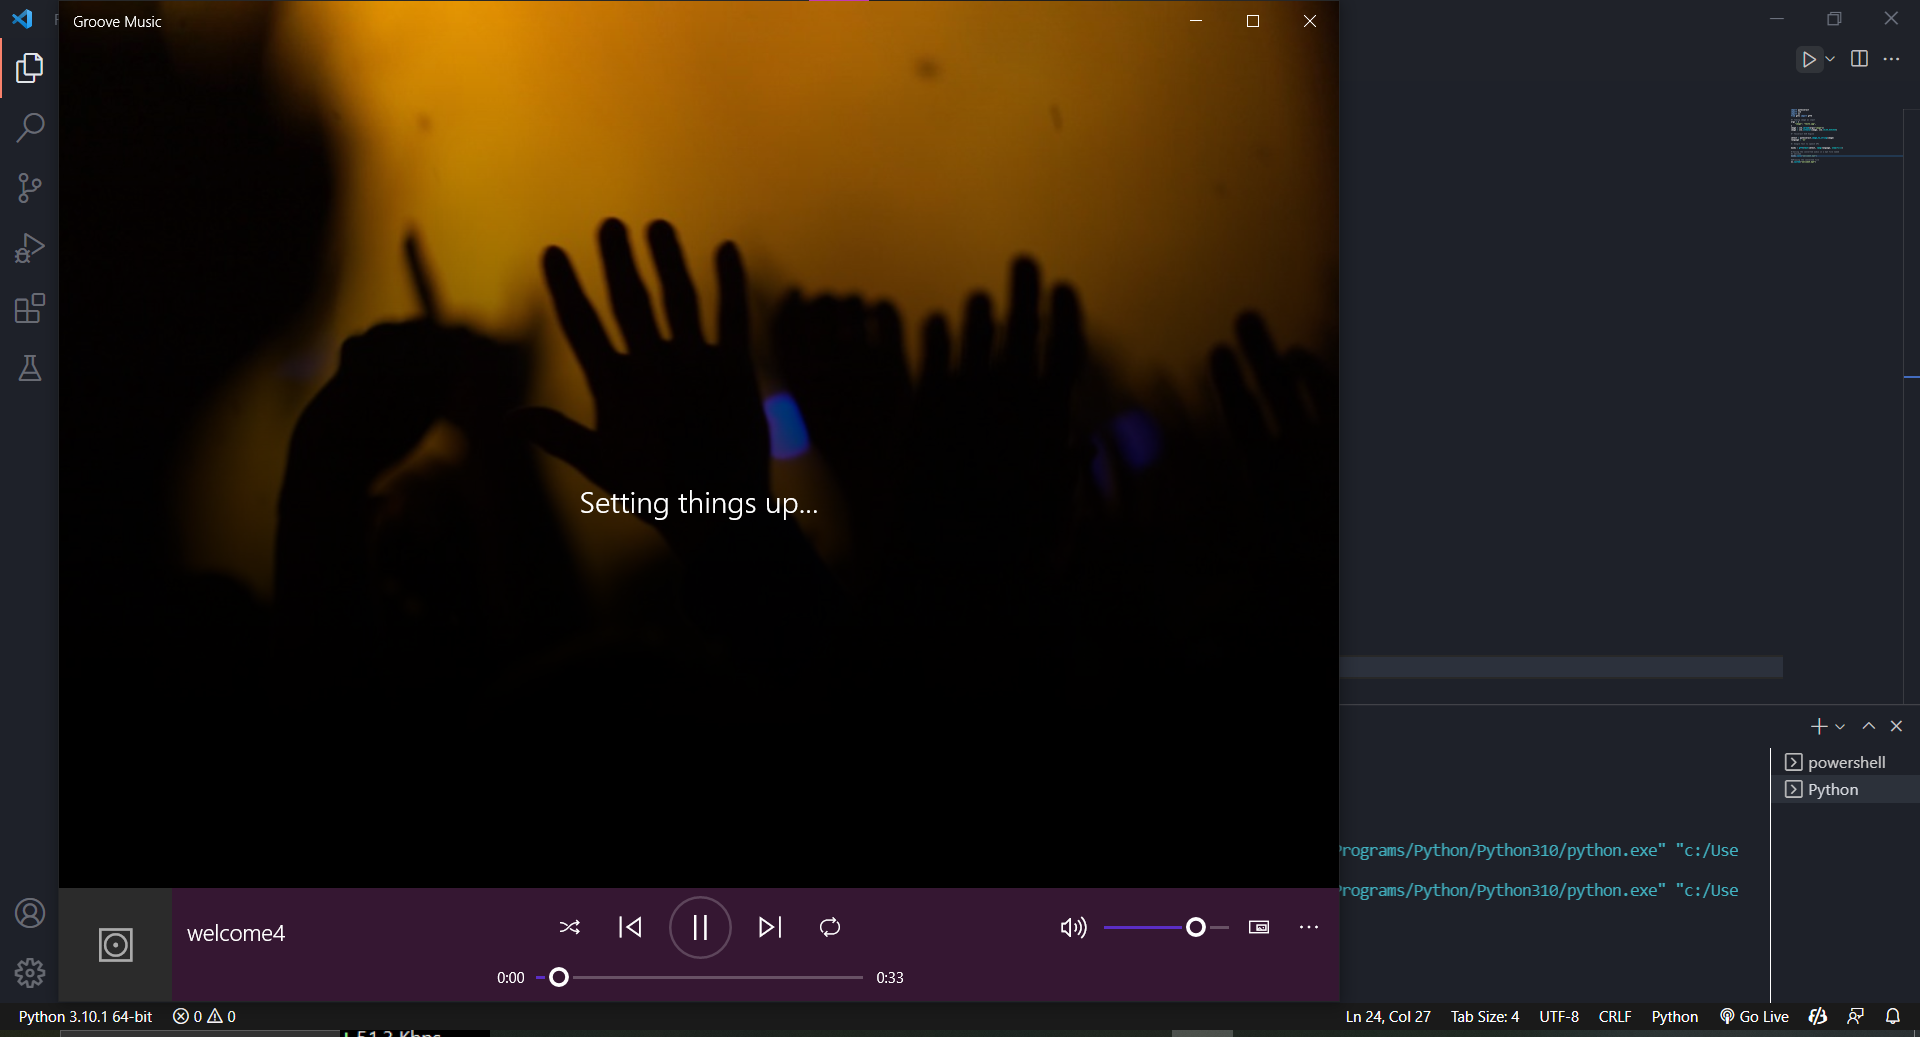 Groove Music
Setting things up...
powershell
Python
Programs/Python/Python310/python.exe" "c:/Use
Programs/Python/Python310/python.exe" "c:/Use
welcome4
0:00
0:33
Python 3.10.1 64-bit
0
0
Ln 24, Col 27
Tab Size: 4
UTF-8
CRLF
Python
Go Live